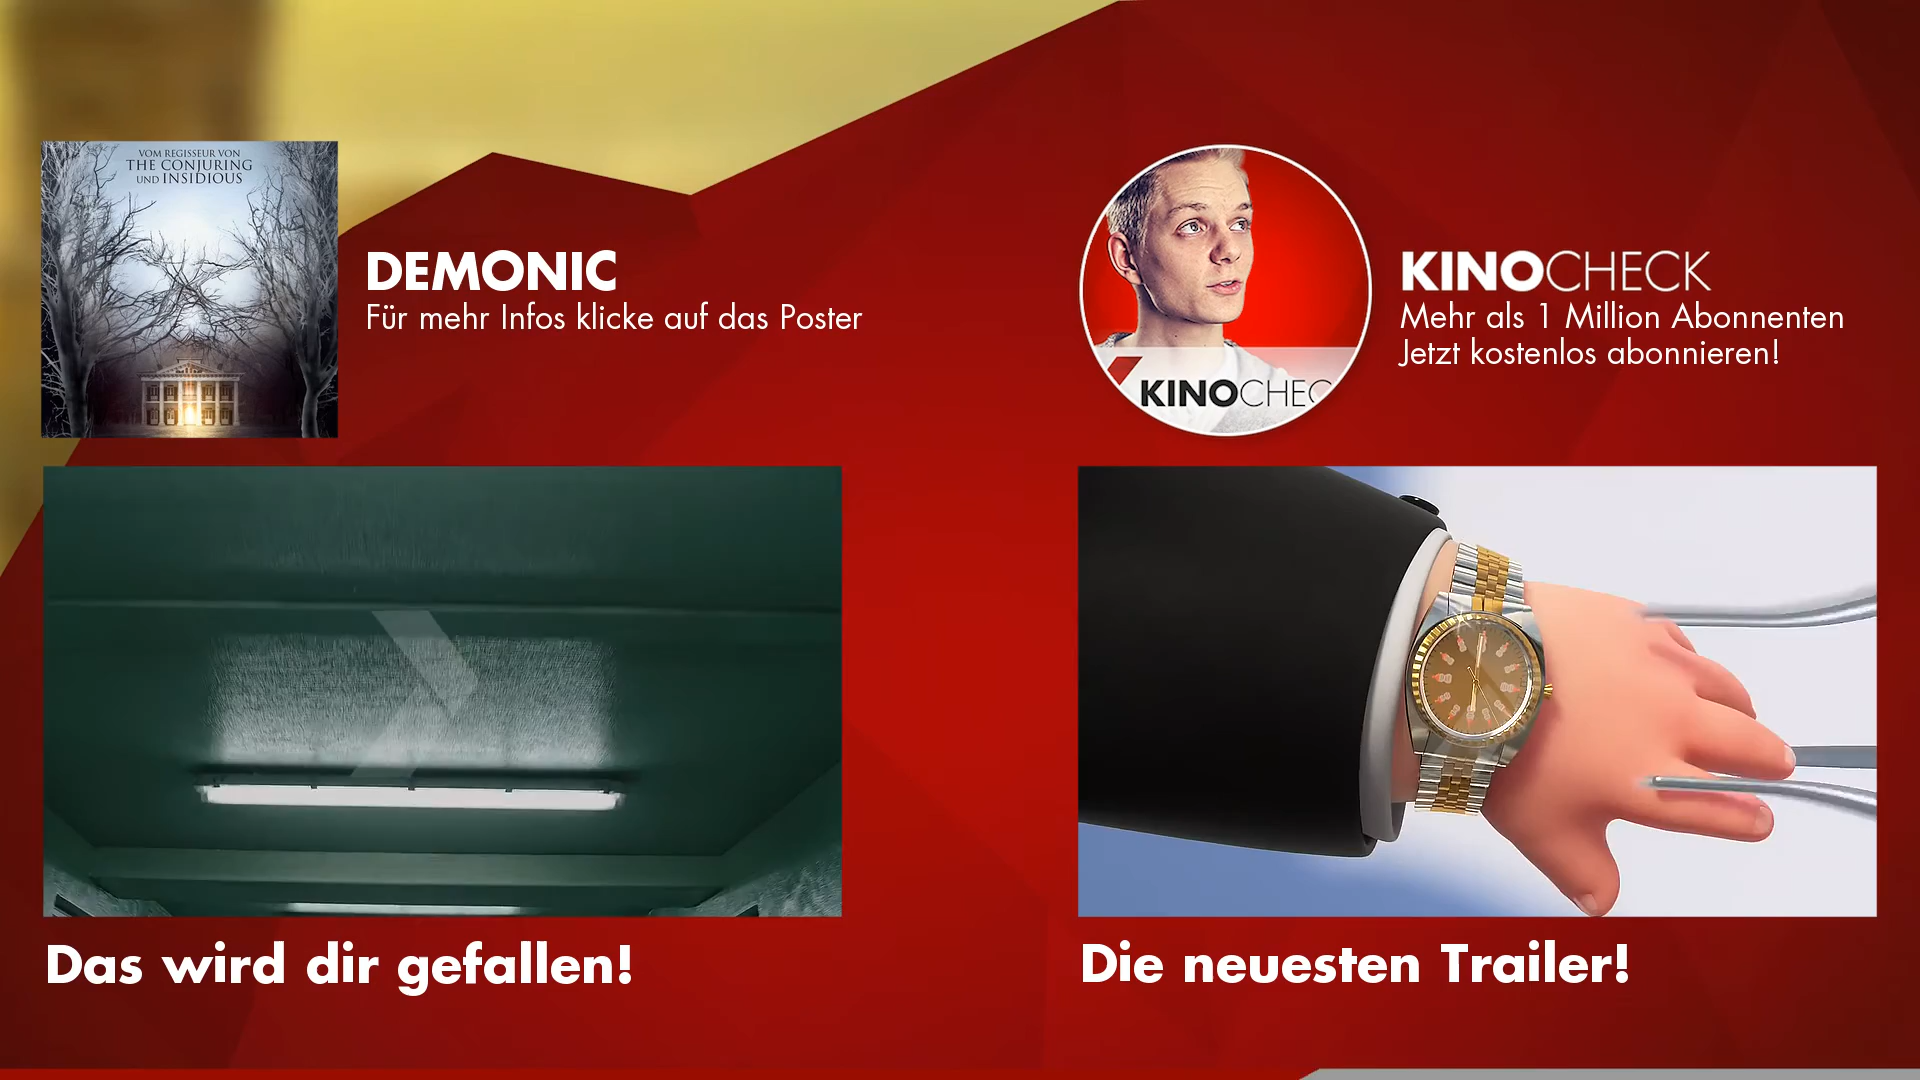 VOM REGISSEUR VON
THE CONJURING
UND INSIDIOUS
DEMONIC
Für mehr Infos klicke auf das Poster
KINOCHEC
KINOCHECK
Mehr als 1 Million Abonnenten
Jetzt kostenlos abonnieren!
Das wird dir gefallen!
Die neuesten Trailer!